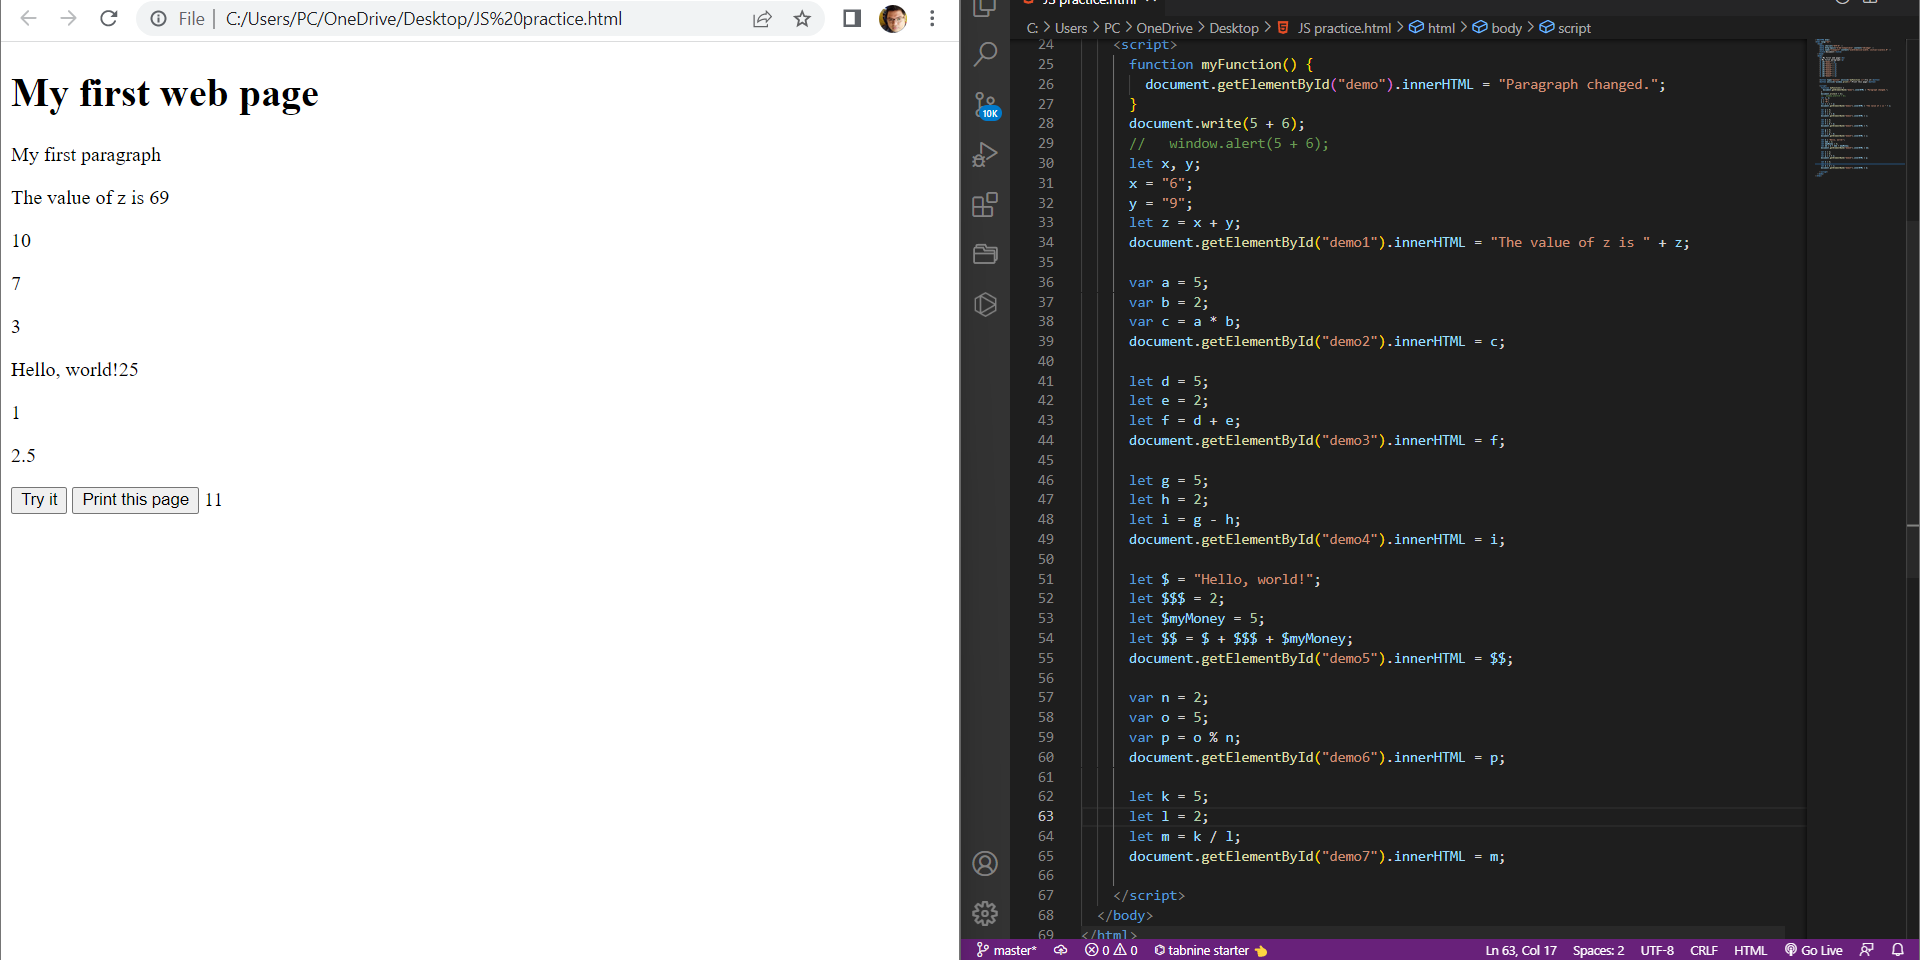 File | C:/Users/PC/OneDrive/Desktop/JS%20practice.html
My first web page
My first paragraph
The value of z is 69
10
7
3
Hello, world!25
1
2.5
Try it Print this page 11
JS practice.html
C: > Users > PC > OneDrive > Desktop > JS practice.html > html > body > script
10K
24 <script>
25 function myFunction() {
26 document.getElementById("demo").innerHTML = "Paragraph changed.";
27 }
28 document.write(5 + 6);
29 //   window.alert(5 + 6);
30 let x, y;
31 x = "6";
32 y = "9";
33 let z = x + y;
34 document.getElementById("demo1").innerHTML = "The value of z is " + z;
35
36 var a = 5;
37 var b = 2;
38 var c = a * b;
39 document.getElementById("demo2").innerHTML = c;
40
41 let d = 5;
42 let e = 2;
43 let f = d + e;
44 document.getElementById("demo3").innerHTML = f;
45
46 let g = 5;
47 let h = 2;
48 let i = g - h;
49 document.getElementById("demo4").innerHTML = i;
50
51 let $ = "Hello, world!";
52 let $$$ = 2;
53 let $myMoney = 5;
54 let $$ = $ + $$$ + $myMoney;
55 document.getElementById("demo5").innerHTML = $$;
56
57 var n = 2;
58 var o = 5;
59 var p = o % n;
60 document.getElementById("demo6").innerHTML = p;
61
62 let k = 5;
63 let l = 2;
64 let m = k / l;
65 document.getElementById("demo7").innerHTML = m;
66
67 </script>
68 </body>
69 </html>
master* 0 0 tabnine starter Ln 63, Col 17 Spaces: 2 UTF-8 CRLF HTML Go Live